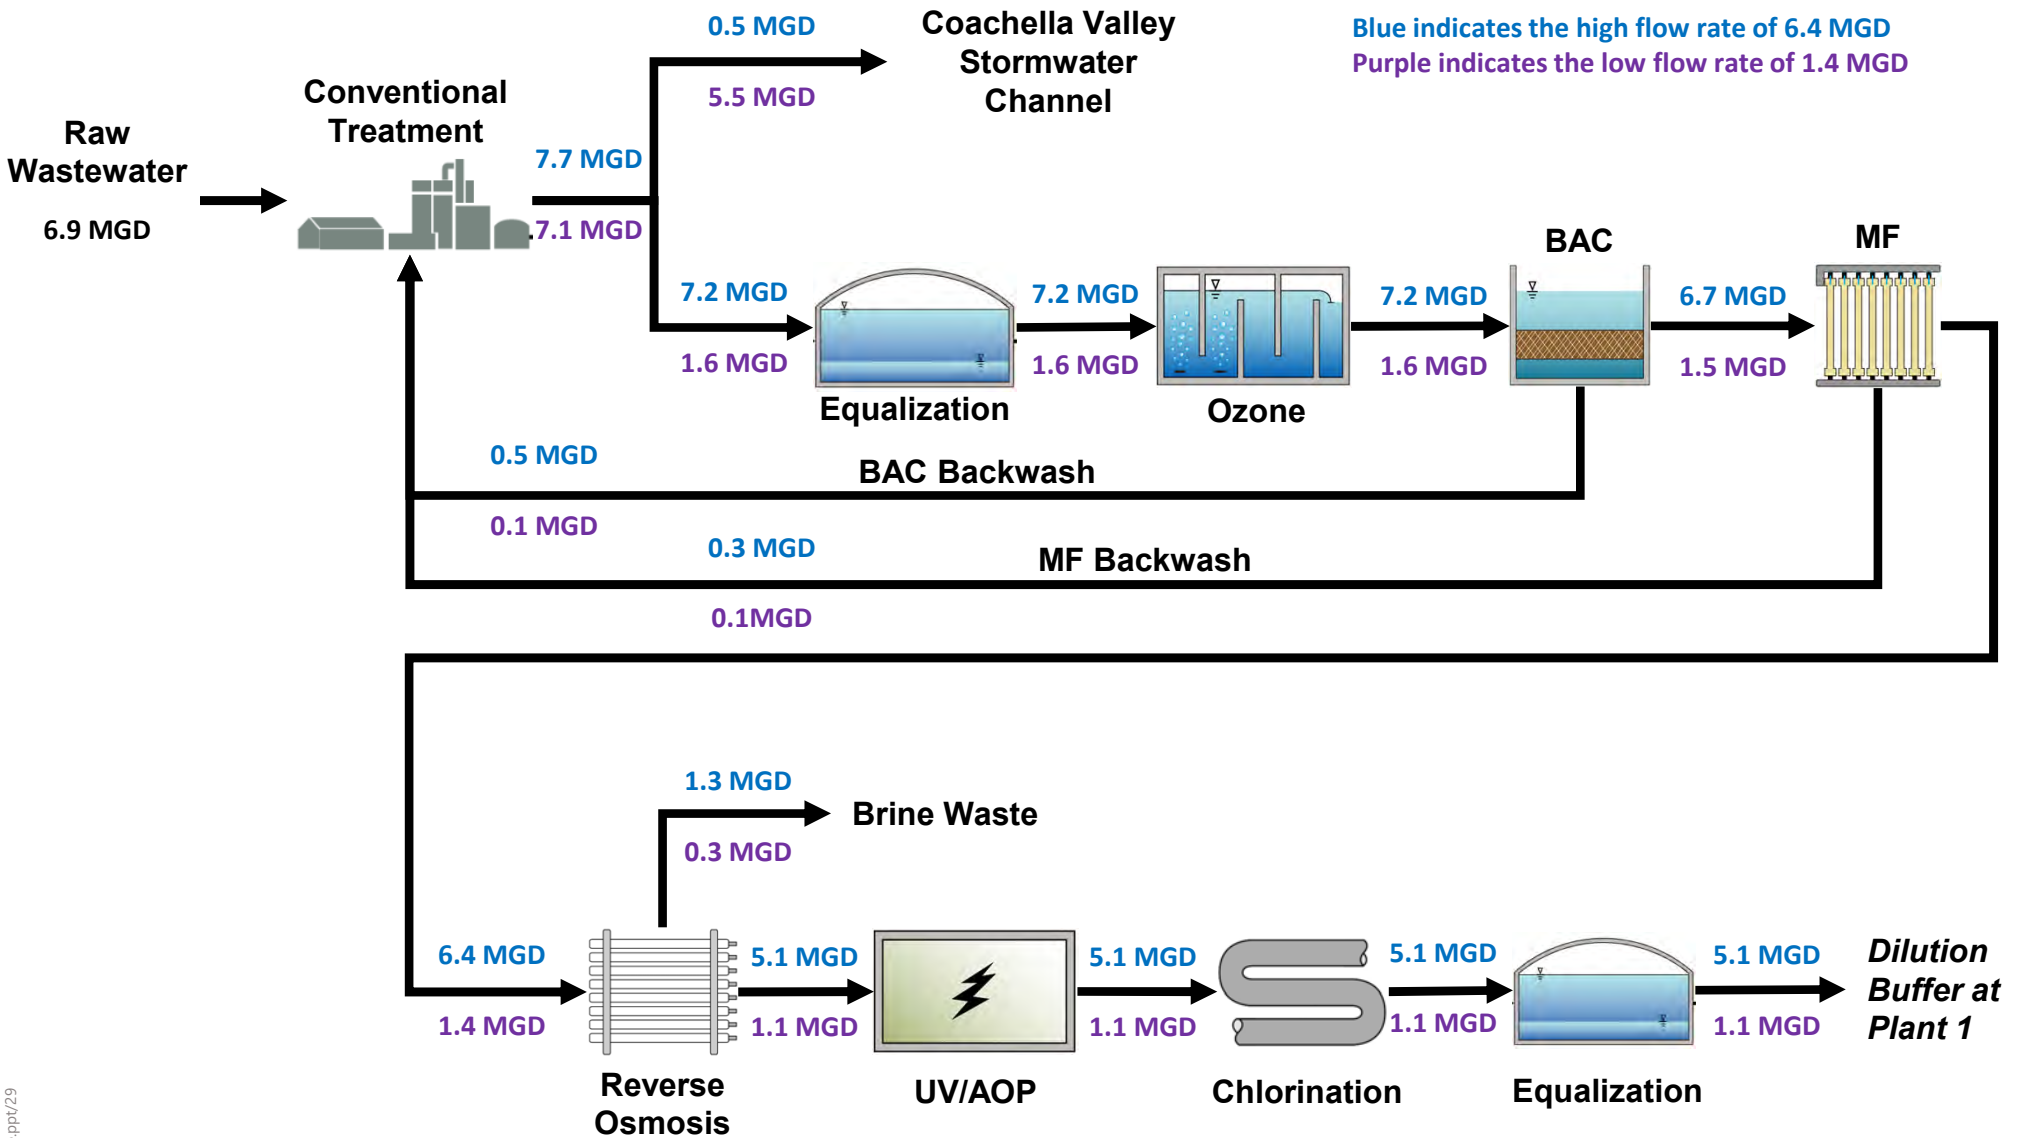 0.5 MGD
Coachella Valley
Stormwater
Channel
5.5 MGD
Blue indicates the high flow rate of 6.4 MGD
Purple indicates the low flow rate of 1.4 MGD
Raw
Wastewater
6.9 MGD
Conventional
Treatment
7.7 MGD
7.1 MGD
7.2 MGD
1.6 MGD
Equalization
7.2 MGD
1.6 MGD
Ozone
7.2 MGD
1.6 MGD
BAC
6.7 MGD
1.5 MGD
MF
0.5 MGD
BAC Backwash
0.1 MGD
0.3 MGD
MF Backwash
0.1MGD
1.3 MGD
Brine Waste
0.3 MGD
6.4 MGD
1.4 MGD
Reverse
Osmosis
5.1 MGD
1.1 MGD
UV/AOP
5.1 MGD
1.1 MGD
Chlorination
5.1 MGD
1.1 MGD
Equalization
5.1 MGD
1.1 MGD
Dilution
Buffer at
Plant 1
.ppt/29